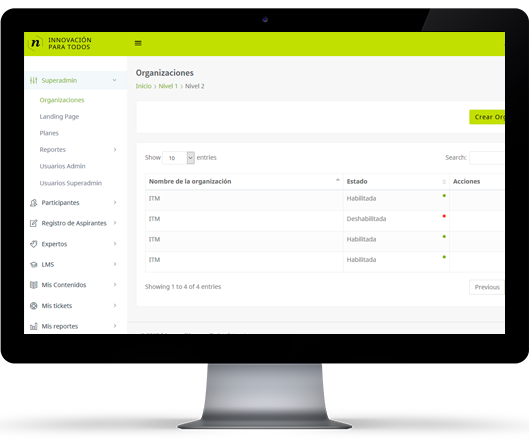 n
INNOVACIÓN
PARA TODOS
Superadmin
Organizaciones
Landing Page
Planes
Reportes
Usuarios Admin
Usuarios Superadmin
Participantes
Registro de Aspirantes
Expertos
LMS
Mis Contenidos
Mis tickets
Mis reportes
Organizaciones
Inicio > Nivel 1 > Nivel 2
Crear Org
Show 10 entries
Search:
Nombre de la organización Estado Acciones
ITM Habilitada
ITM Deshabilitada
ITM Habilitada
ITM Habilitada
Showing 1 to 4 of 4 entries
Previous